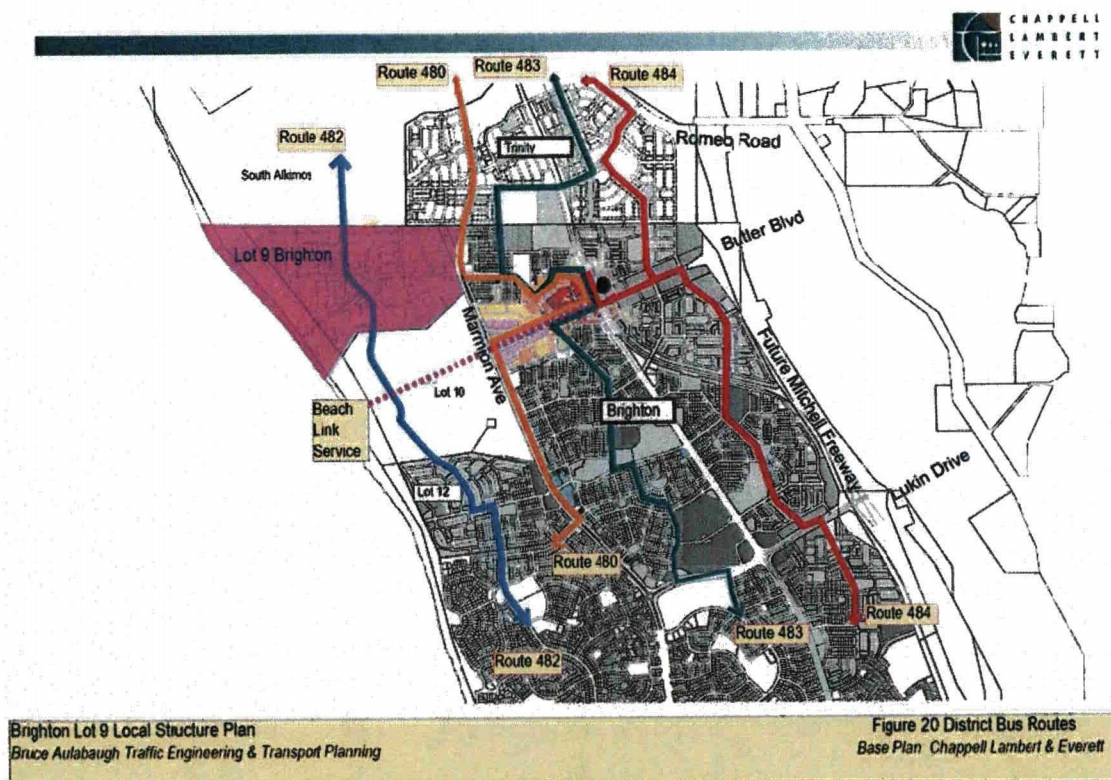 CHAPPELL
LAMBERT
EVERETT
Route 480
Route 483
Route 484
Romeo Road
Trinity
Route 482
South Alkimos
Butler Blvd
Lot 9 Brighton
Marmion Ave
Future Mitchell Freeway
Lot 10
Beach
Link
Service
Brighton
Lukin Drive
Lot 12
Route 480
Route 484
Route 483
Route 482
Brighton Lot 9 Local Structure Plan
Figure 20 District Bus Routes
Bruce Aulabaugh Traffic Engineering & Transport Planning
Base Plan Chappell Lambert & Everett